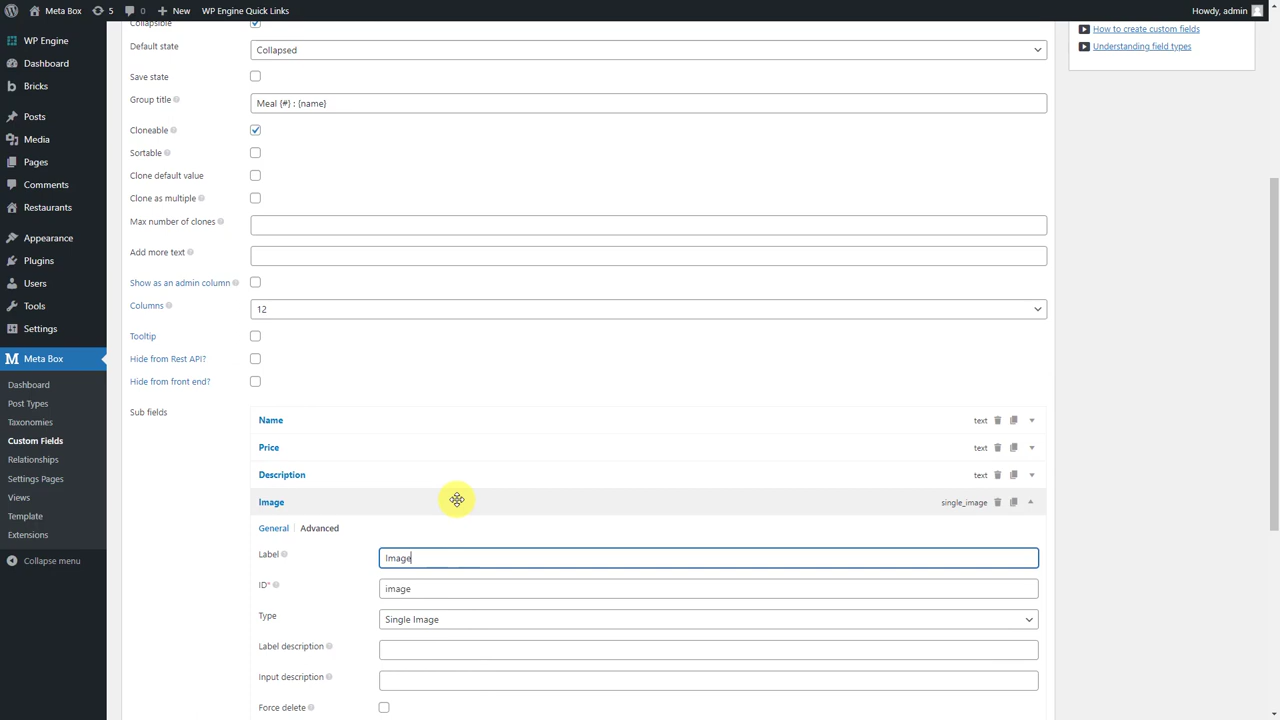 Meta Box
5
0
New
WP Engine Quick Links
Howdy, admin
WP Engine
Dashboard
Bricks
Posts
Media
Pages
Comments
Restaurants
Appearance
Plugins
Users
Tools
Settings
Meta Box
Dashboard
Post Types
Taxonomies
Custom Fields
Relationships
Settings Pages
Views
Template
Extensions
Collapse menu
Collapsible
Default state
Collapsed
Save state
Group title
Meal {#} : {name}
Cloneable
Sortable
Clone default value
Clone as multiple
Max number of clones
Add more text
Show as an admin column
Columns
12
Tooltip
Hide from Rest API?
Hide from front end?
Sub fields
Name
text
Price
text
Description
text
Image
single_image
General
Advanced
Label
Image
ID*
image
Type
Single Image
Label description
Input description
Force delete
How to create custom fields
Understanding field types